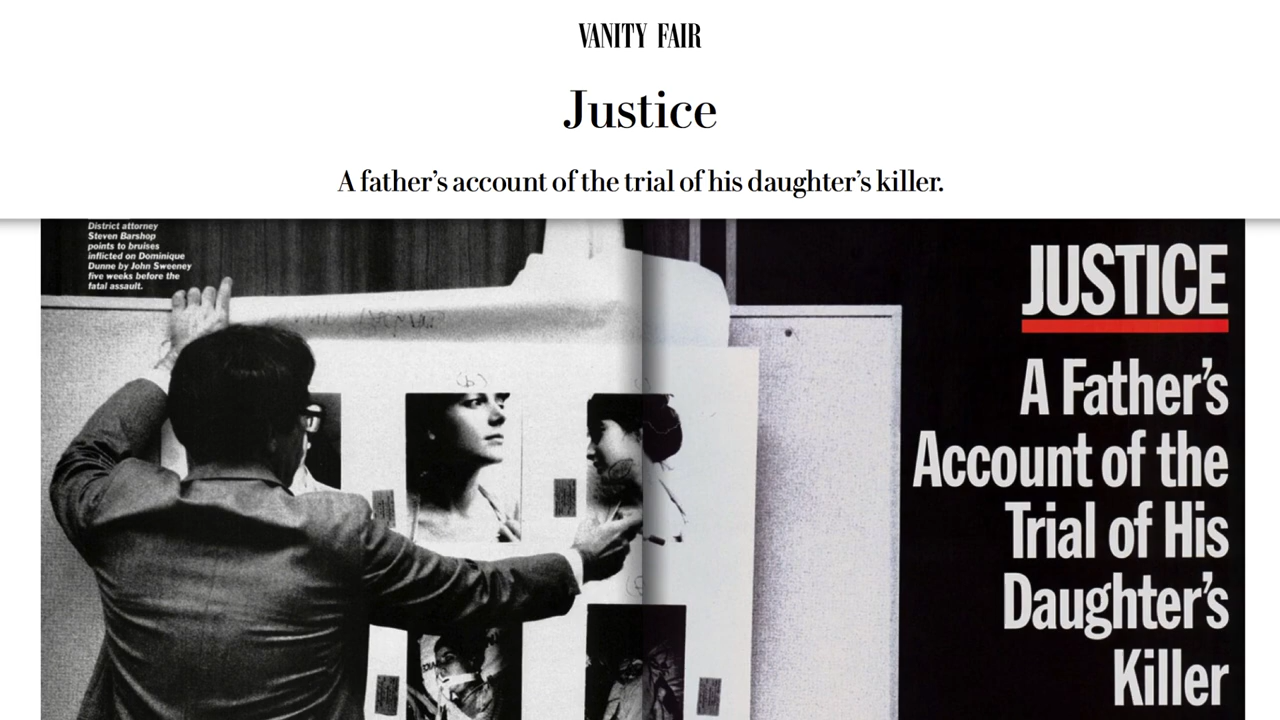 VANITY FAIR
Justice
A father’s account of the trial of his daughter’s killer.
District attorney
Steven Barshop
points to bruises
inflicted on Dominique
Dunne by John Sweeney
five weeks before the
fatal assault.
JUSTICE
A Father’s
Account of the
Trial of His
Daughter’s
Killer